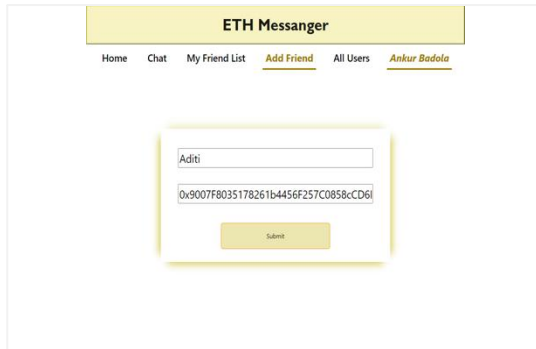 ETH Messanger
Home Chat My Friend List Add Friend All Users Ankur Badola
Aditi
0x9007F8035178261b4456F257C0858cCD6
Submit